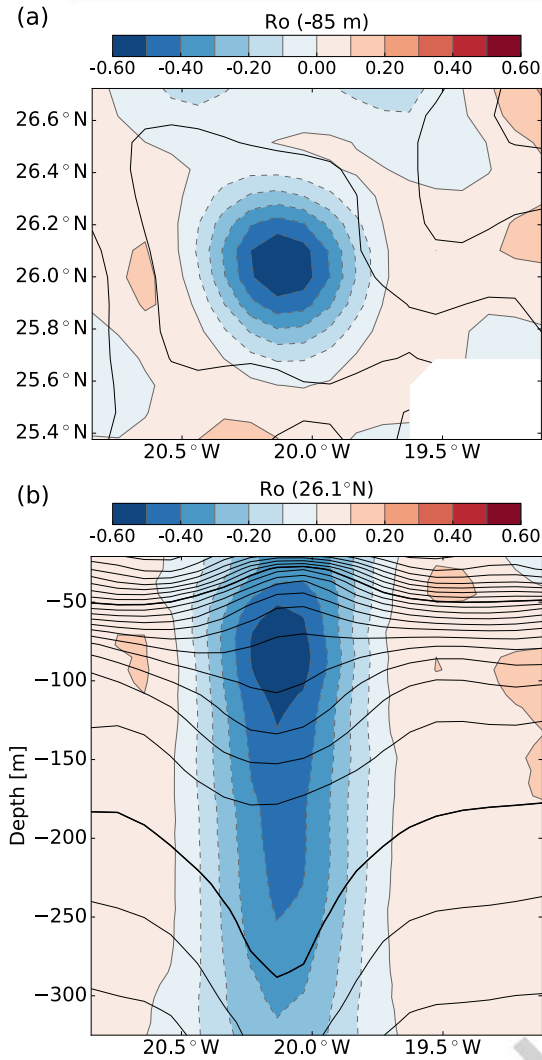 (a)
Ro (-85 m)
-0.60 -0.40 -0.20 0.00 0.20 0.40 0.60
26.6°N
26.4°N
26.2°N
26.0°N
25.8°N
25.6°N
25.4°N
20.5°W 20.0°W 19.5°W
(b)
Ro (26.1°N)
-0.60 -0.40 -0.20 0.00 0.20 0.40 0.60
Depth [m]
−50
−100
−150
−200
−250
−300
20.5°W 20.0°W 19.5°W